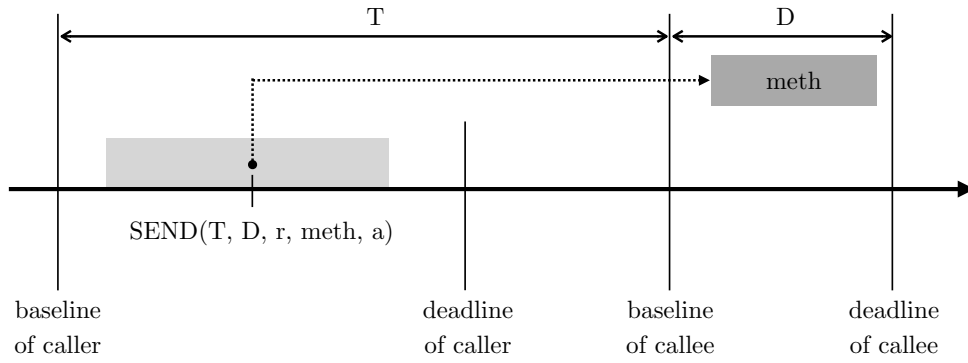 T
D
meth
SEND(T, D, r, meth, a)
baseline
of caller
deadline
of caller
baseline
of callee
deadline
of callee